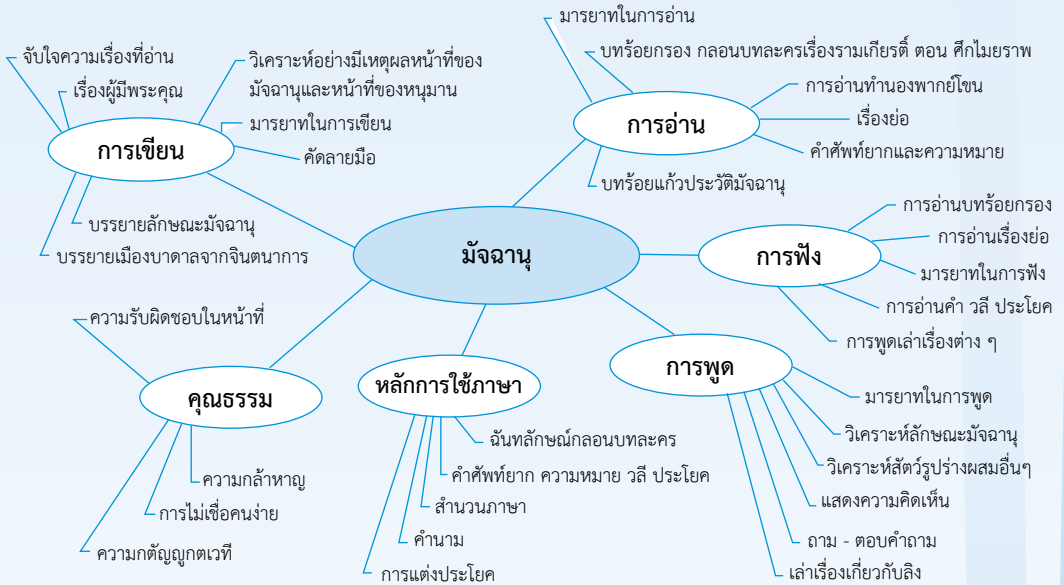 มัจฉานุ
การเขียน
จับใจความเรื่องที่อ่าน
เรื่องผู้มีพระคุณ
วิเคราะห์อย่างมีเหตุผลหน้าที่ของ
มัจฉานุและหน้าที่ของหนุมาน
มารยาทในการเขียน
คัดลายมือ
บรรยายลักษณะมัจฉานุ
บรรยายเมืองบาดาลจากจินตนาการ
การอ่าน
มารยาทในการอ่าน
บทร้อยกรอง กลอนบทละครเรื่องรามเกียรติ์ ตอน ศึกไมยราพ
การอ่านทำนองพากย์โขน
เรื่องย่อ
คำศัพท์ยากและความหมาย
บทร้อยแก้วประวัติมัจฉานุ
การฟัง
การอ่านบทร้อยกรอง
การอ่านเรื่องย่อ
มารยาทในการฟัง
การอ่านคำ วลี ประโยค
การพูดเล่าเรื่องต่าง ๆ
การพูด
มารยาทในการพูด
วิเคราะห์ลักษณะมัจฉานุ
วิเคราะห์สัตว์รูปร่างผสมอื่นๆ
แสดงความคิดเห็น
ถาม - ตอบคำถาม
เล่าเรื่องเกี่ยวกับลิง
หลักการใช้ภาษา
ฉันทลักษณ์กลอนบทละคร
คำศัพท์ยาก ความหมาย วลี ประโยค
สำนวนภาษา
คำนาม
การแต่งประโยค
คุณธรรม
ความรับผิดชอบในหน้าที่
ความกล้าหาญ
การไม่เชื่อคนง่าย
ความกตัญญูกตเวที